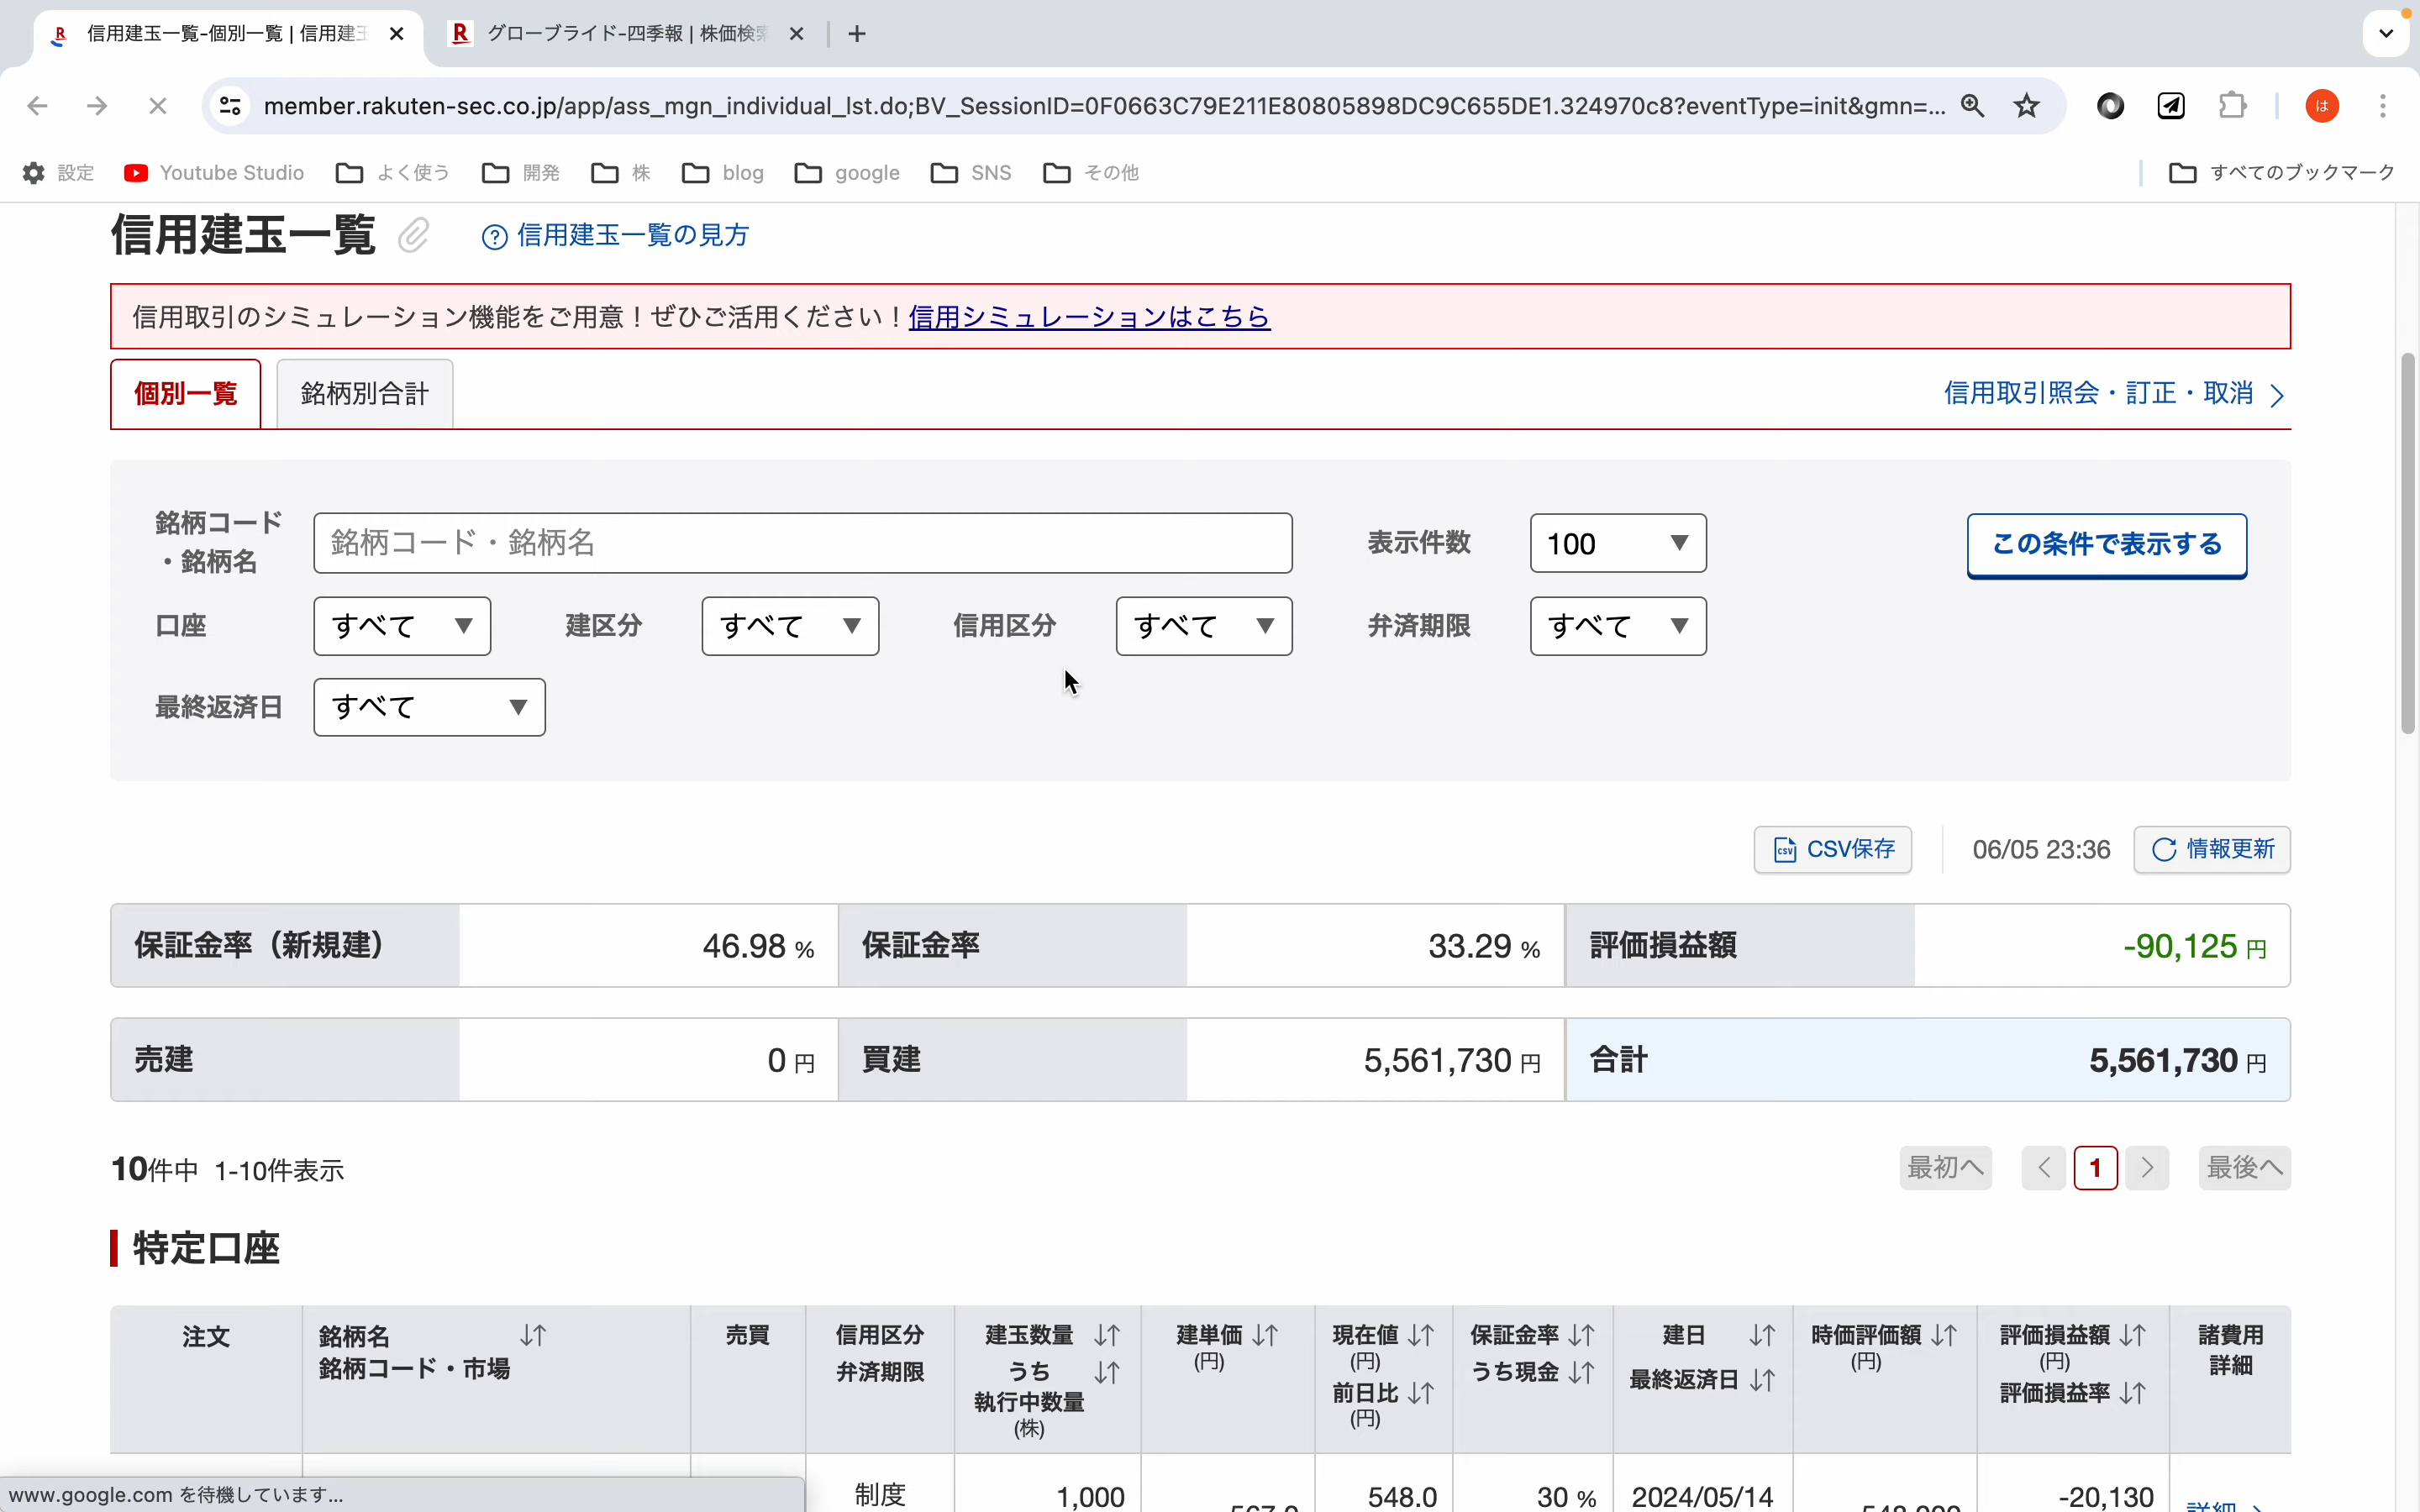 信用建玉一覧-個別一覧 | 信用建玉
グローブライド-四季報 | 株価検索
member.rakuten-sec.co.jp/app/ass_mgn_individual_lst.do;BV_SessionID=0F0663C79E211E80805898DC9C655DE1.324970c8?eventType=init&gmn=...
は
設定 Youtube Studio よく使う 開発 株 blog google SNS その他 すべてのブックマーク
信用建玉一覧 ? 信用建玉一覧の見方
信用取引のシミュレーション機能をご用意！ぜひご活用ください！信用シミュレーションはこちら
個別一覧 銘柄別合計 信用取引照会・訂正・取消
銘柄コード
・銘柄名 銘柄コード・銘柄名 表示件数 100 この条件で表示する
口座 すべて 建区分 すべて 信用区分 すべて 弁済期限 すべて
最終返済日 すべて
CSV CSV保存 06/05 23:36 情報更新
保証金率（新規建） 46.98 % 保証金率 33.29 % 評価損益額 -90,125 円
売建 0 円 買建 5,561,730 円 合計 5,561,730 円
10件中 1-10件表示 最初へ 1 最後へ
特定口座
注文
銘柄名
銘柄コード・市場
売買
信用区分
弁済期限
建玉数量
うち
執行中数量
(株)
建単価
(円)
現在値
(円)
前日比
(円)
保証金率
うち現金
建日
最終返済日
時価評価額
(円)
評価損益額
(円)
評価損益率
諸費用
詳細
制度 1,000 548.0 30 % 2024/05/14 -20,130
www.google.com を待機しています...